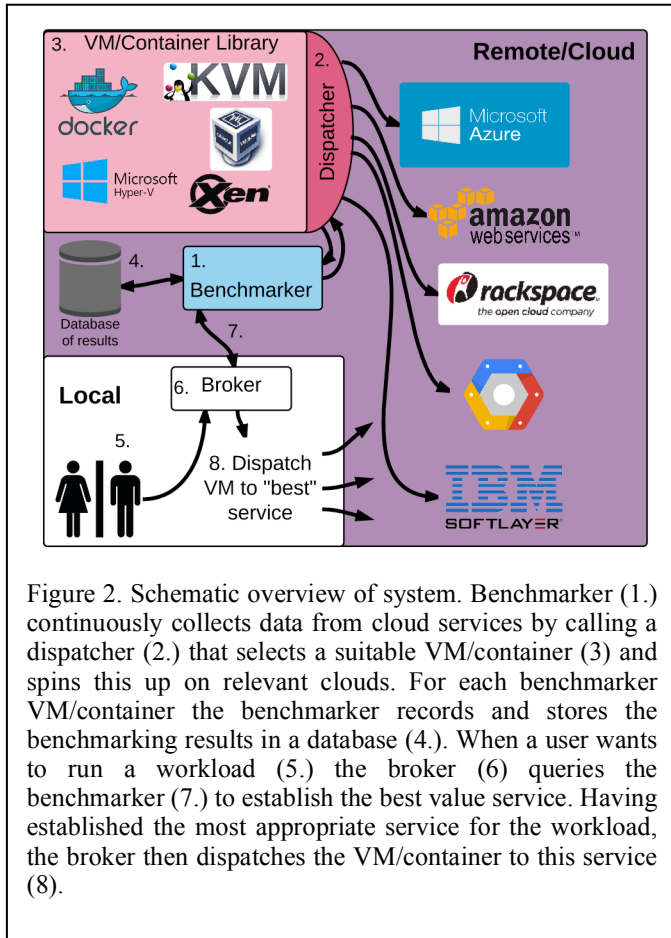 3. VM/Container Library
2.
Remote/Cloud
docker
KVM
Microsoft
Hyper-V
Xen
Dispatcher
Microsoft
Azure
amazon
webservices™
rackspace®
the open cloud company
4.
1.
Benchmarker
Database
of results
7.
Local
6.
Broker
5.
8. Dispatch
VM to "best"
service
IBM
SOFTLAYER®
Figure 2. Schematic overview of system. Benchmarker (1.)
continuously collects data from cloud services by calling a
dispatcher (2.) that selects a suitable VM/container (3) and
spins this up on relevant clouds. For each benchmarker
VM/container the benchmarker records and stores the
benchmarking results in a database (4.). When a user wants
to run a workload (5.) the broker (6) queries the
benchmarker (7.) to establish the best value service. Having
established the most appropriate service for the workload,
the broker then dispatches the VM/container to this service
(8).